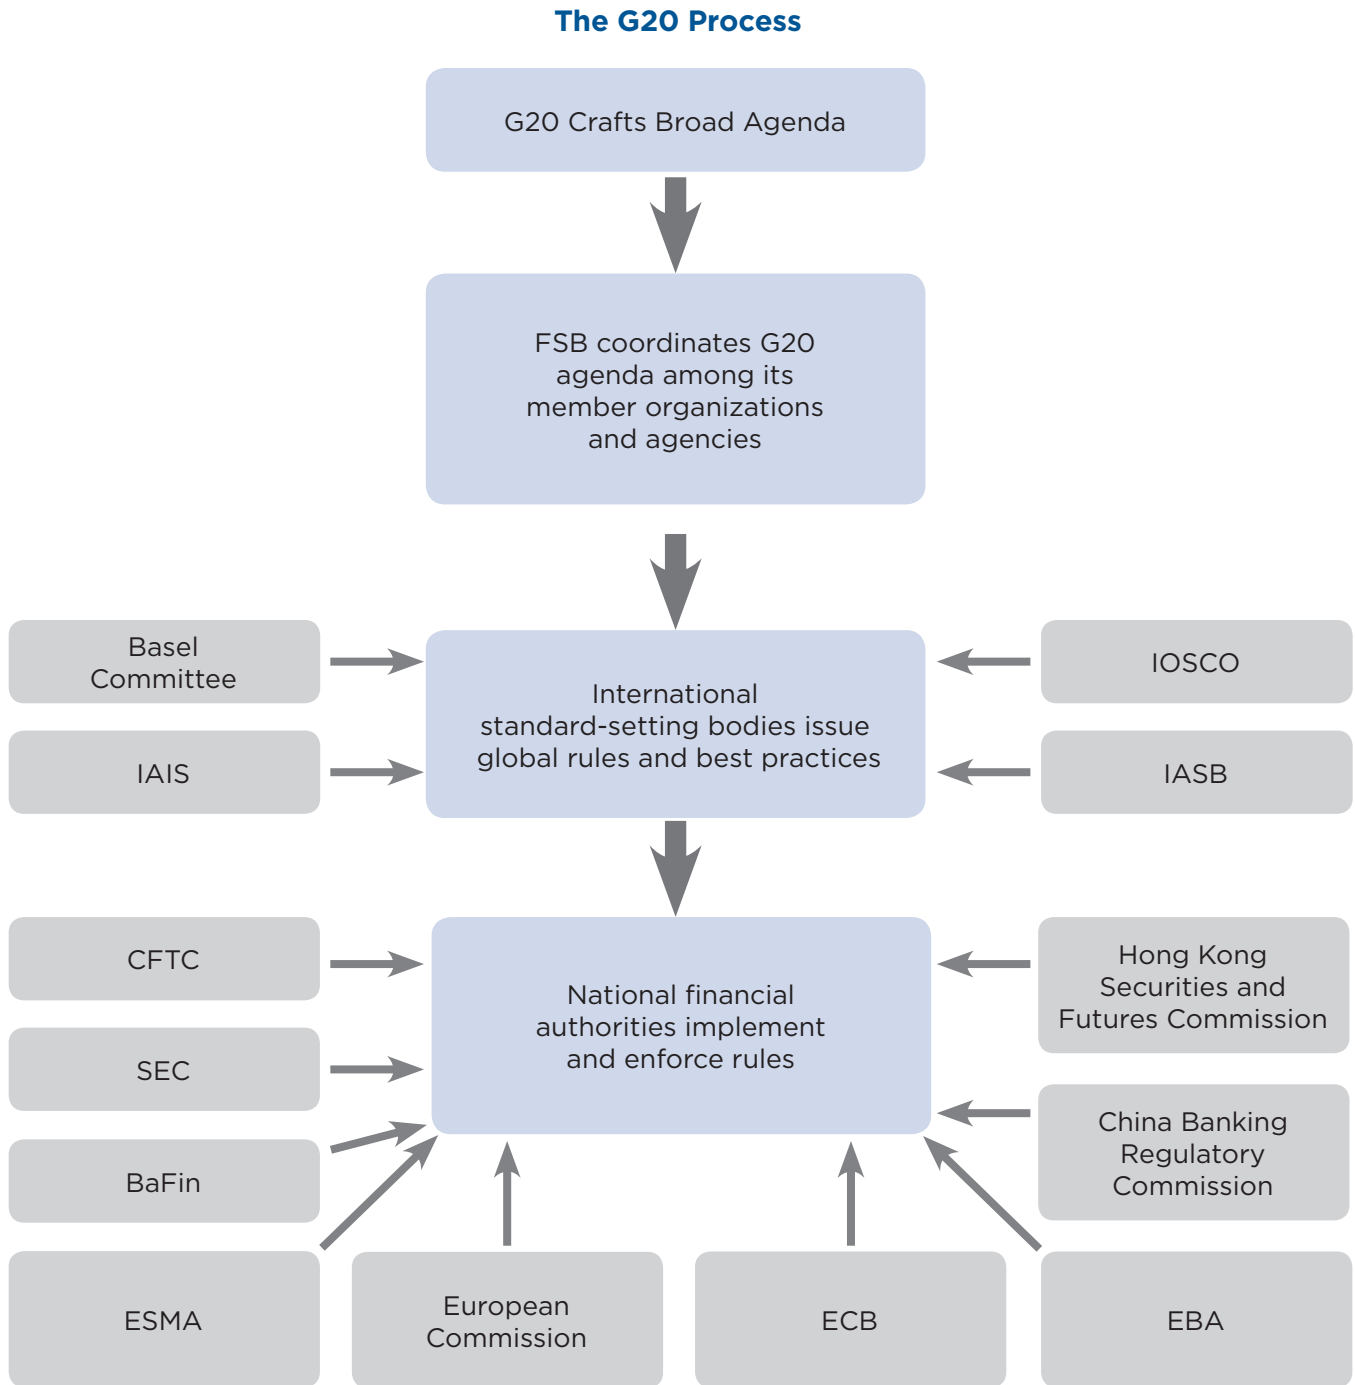 The G20 Process
G20 Crafts Broad Agenda
FSB coordinates G20
agenda among its
member organizations
and agencies
Basel
Committee
IAIS
International
standard-setting bodies issue
global rules and best practices
IOSCO
IASB
CFTC
SEC
BaFin
National financial
authorities implement
and enforce rules
Hong Kong
Securities and
Futures Commission
China Banking
Regulatory
Commission
ESMA
European
Commission
ECB
EBA